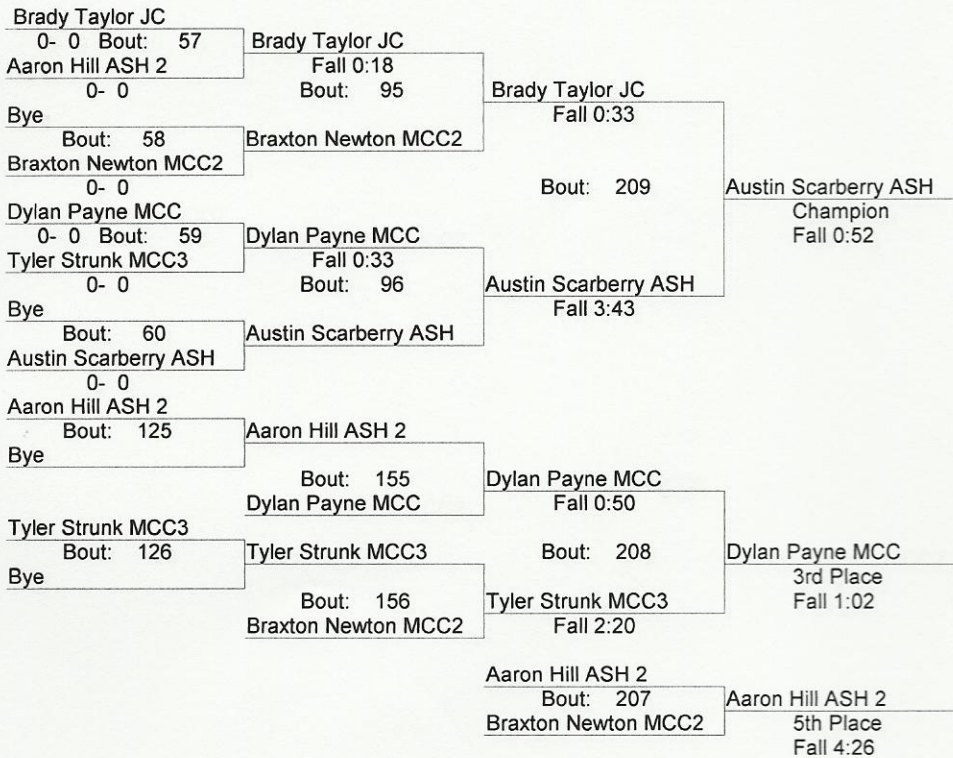 Brady Taylor JC
0- 0 Bout: 57
Aaron Hill ASH 2
0- 0
Bye
Bout: 58
Braxton Newton MCC2
0- 0
Dylan Payne MCC
0- 0 Bout: 59
Tyler Strunk MCC3
0- 0
Bye
Bout: 60
Austin Scarberry ASH
0- 0
Brady Taylor JC
Fall 0:18
Bout: 95
Braxton Newton MCC2
Dylan Payne MCC
Fall 0:33
Bout: 96
Austin Scarberry ASH
Brady Taylor JC
Fall 0:33
Bout: 209
Austin Scarberry ASH
Fall 3:43
Austin Scarberry ASH
Champion
Fall 0:52
Aaron Hill ASH 2
Bout: 125
Bye
Tyler Strunk MCC3
Bout: 126
Bye
Aaron Hill ASH 2
Bout: 155
Dylan Payne MCC
Tyler Strunk MCC3
Bout: 156
Braxton Newton MCC2
Dylan Payne MCC
Fall 0:50
Bout: 208
Tyler Strunk MCC3
Fall 2:20
Dylan Payne MCC
3rd Place
Fall 1:02
Aaron Hill ASH 2
Bout: 207
Braxton Newton MCC2
Aaron Hill ASH 2
5th Place
Fall 4:26